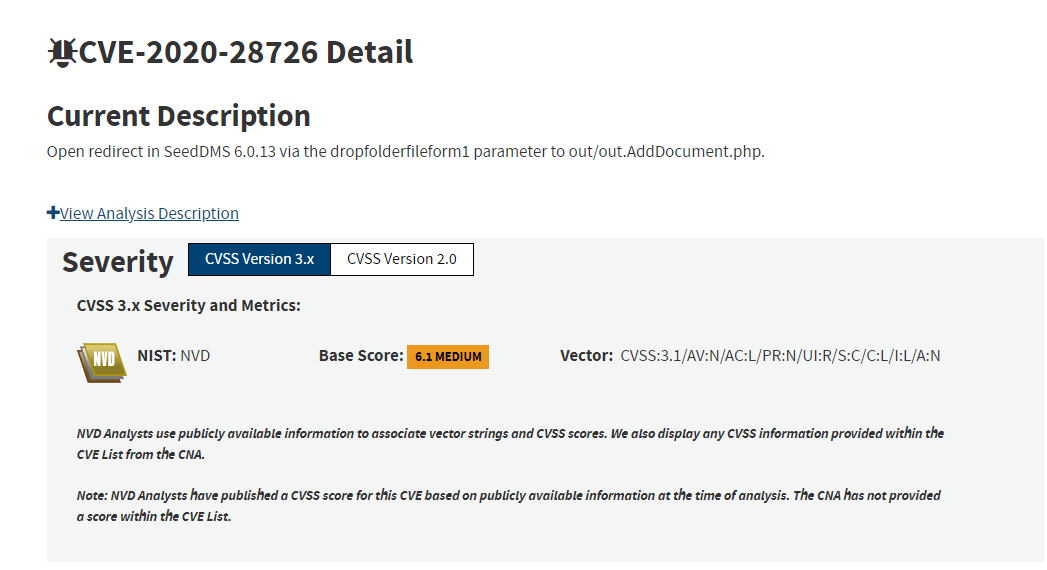 CVE-2020-28726 Detail
Current Description
Open redirect in SeedDMS 6.0.13 via the dropfolderfileform1 parameter to out/out.AddDocument.php.
View Analysis Description
Severity CVSS Version 3.x CVSS Version 2.0
CVSS 3.x Severity and Metrics:
NVD NIST: NVD Base Score: 6.1 MEDIUM Vector: CVSS:3.1/AV:N/AC:L/PR:N/UI:R/S:C/C:L/I:L/A:N
NVD Analysts use publicly available information to associate vector strings and CVSS scores. We also display any CVSS information provided within the
CVE List from the CNA.
Note: NVD Analysts have published a CVSS score for this CVE based on publicly available information at the time of analysis. The CNA has not provided
a score within the CVE List.